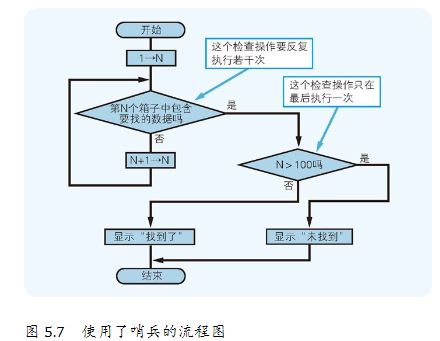 开始
1→N
这个检查操作要反复
执行若干次
这个检查操作只在
最后执行一次
第N个箱子中包含
要找的数据吗
是
否
N+1→N
N>100吗
是
否
显示“找到了”
显示“未找到”
结束
图 5.7 使用了哨兵的流程图